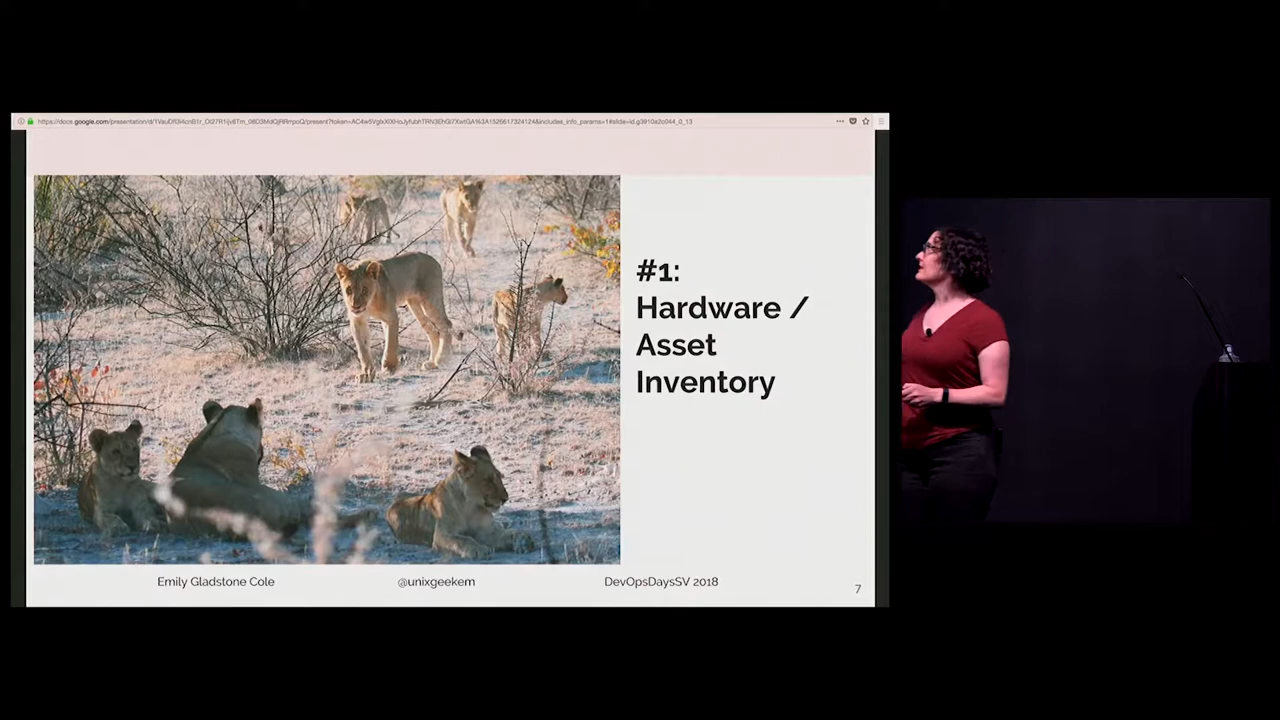 #1:
Hardware /
Asset
Inventory
Emily Gladstone Cole
@unixgeekem
DevOpsDaysSV 2018
7